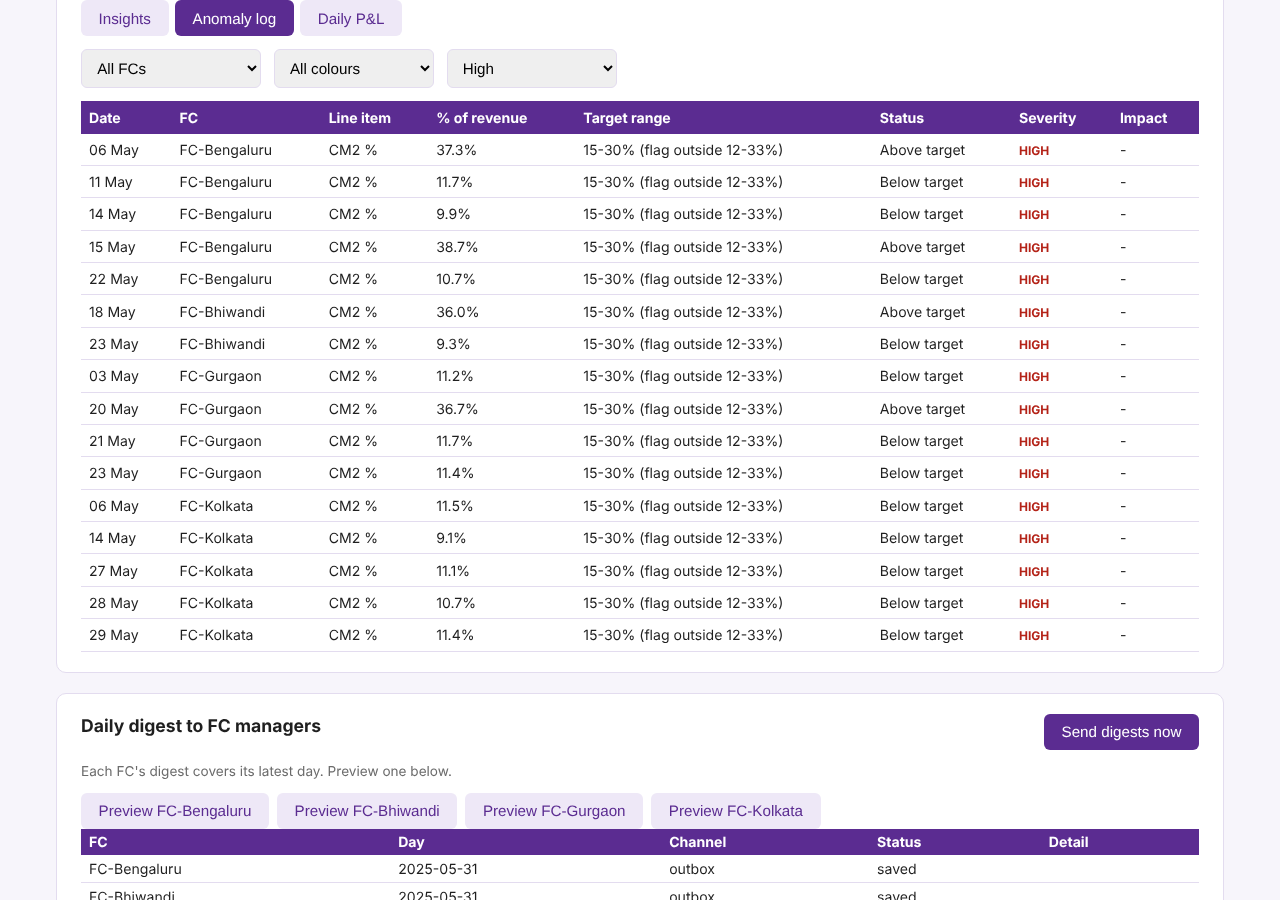 Insights Anomaly log Daily P&L
All FCs All colours High
Date FC Line item % of revenue Target range Status Severity Impact
06 May FC-Bengaluru CM2 % 37.3% 15-30% (flag outside 12-33%) Above target HIGH -
11 May FC-Bengaluru CM2 % 11.7% 15-30% (flag outside 12-33%) Below target HIGH -
14 May FC-Bengaluru CM2 % 9.9% 15-30% (flag outside 12-33%) Below target HIGH -
15 May FC-Bengaluru CM2 % 38.7% 15-30% (flag outside 12-33%) Above target HIGH -
22 May FC-Bengaluru CM2 % 10.7% 15-30% (flag outside 12-33%) Below target HIGH -
18 May FC-Bhiwandi CM2 % 36.0% 15-30% (flag outside 12-33%) Above target HIGH -
23 May FC-Bhiwandi CM2 % 9.3% 15-30% (flag outside 12-33%) Below target HIGH -
03 May FC-Gurgaon CM2 % 11.2% 15-30% (flag outside 12-33%) Below target HIGH -
20 May FC-Gurgaon CM2 % 36.7% 15-30% (flag outside 12-33%) Above target HIGH -
21 May FC-Gurgaon CM2 % 11.7% 15-30% (flag outside 12-33%) Below target HIGH -
23 May FC-Gurgaon CM2 % 11.4% 15-30% (flag outside 12-33%) Below target HIGH -
06 May FC-Kolkata CM2 % 11.5% 15-30% (flag outside 12-33%) Below target HIGH -
14 May FC-Kolkata CM2 % 9.1% 15-30% (flag outside 12-33%) Below target HIGH -
27 May FC-Kolkata CM2 % 11.1% 15-30% (flag outside 12-33%) Below target HIGH -
28 May FC-Kolkata CM2 % 10.7% 15-30% (flag outside 12-33%) Below target HIGH -
29 May FC-Kolkata CM2 % 11.4% 15-30% (flag outside 12-33%) Below target HIGH -
Daily digest to FC managers Send digests now
Each FC's digest covers its latest day. Preview one below.
Preview FC-Bengaluru Preview FC-Bhiwandi Preview FC-Gurgaon Preview FC-Kolkata
FC Day Channel Status Detail
FC-Bengaluru 2025-05-31 outbox saved
FC-Bhiwandi 2025-05-31 outbox saved